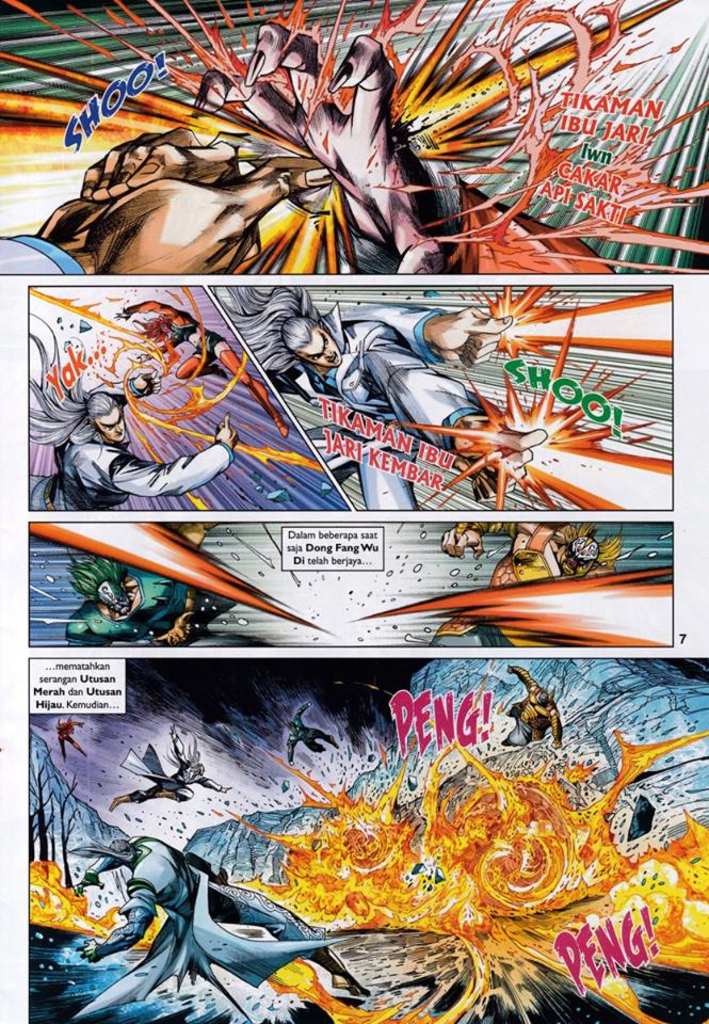 SHOO!
TIKAMAN
IBU JARI
lwn
CAKAR
API SAKTI
Yak...
TIKAMAN IBU
JARI KEMBAR
SHOO!
Dalam beberapa saat
saja Dong Fang Wu
Di telah berjaya...
7
...mematahkan
serangan Utusan
Merah dan Utusan
Hijau. Kemudian...
PENG!
PENG!